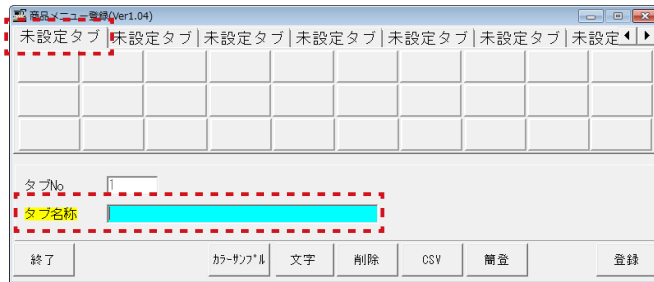 商品メニュー登録(Ver1.04)
未設定タブ 未設定タブ 未設定タブ 未設定タブ 未設定タブ 未設定タブ 未設定
タブNo 1
タブ名称
終了 ｶﾗｰｻﾝﾌﾟﾙ 文字 削除 CSV 簡登 登録